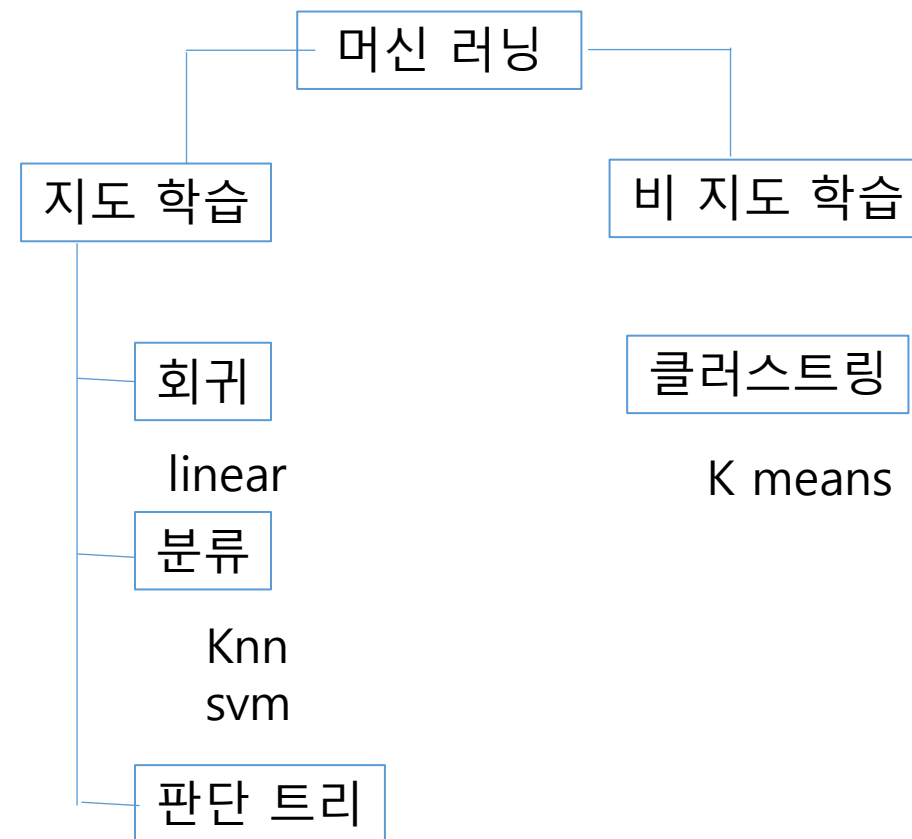 머신 러닝
지도 학습
비 지도 학습
회귀
클러스트링
linear
K means
분류
Knn
svm
판단 트리